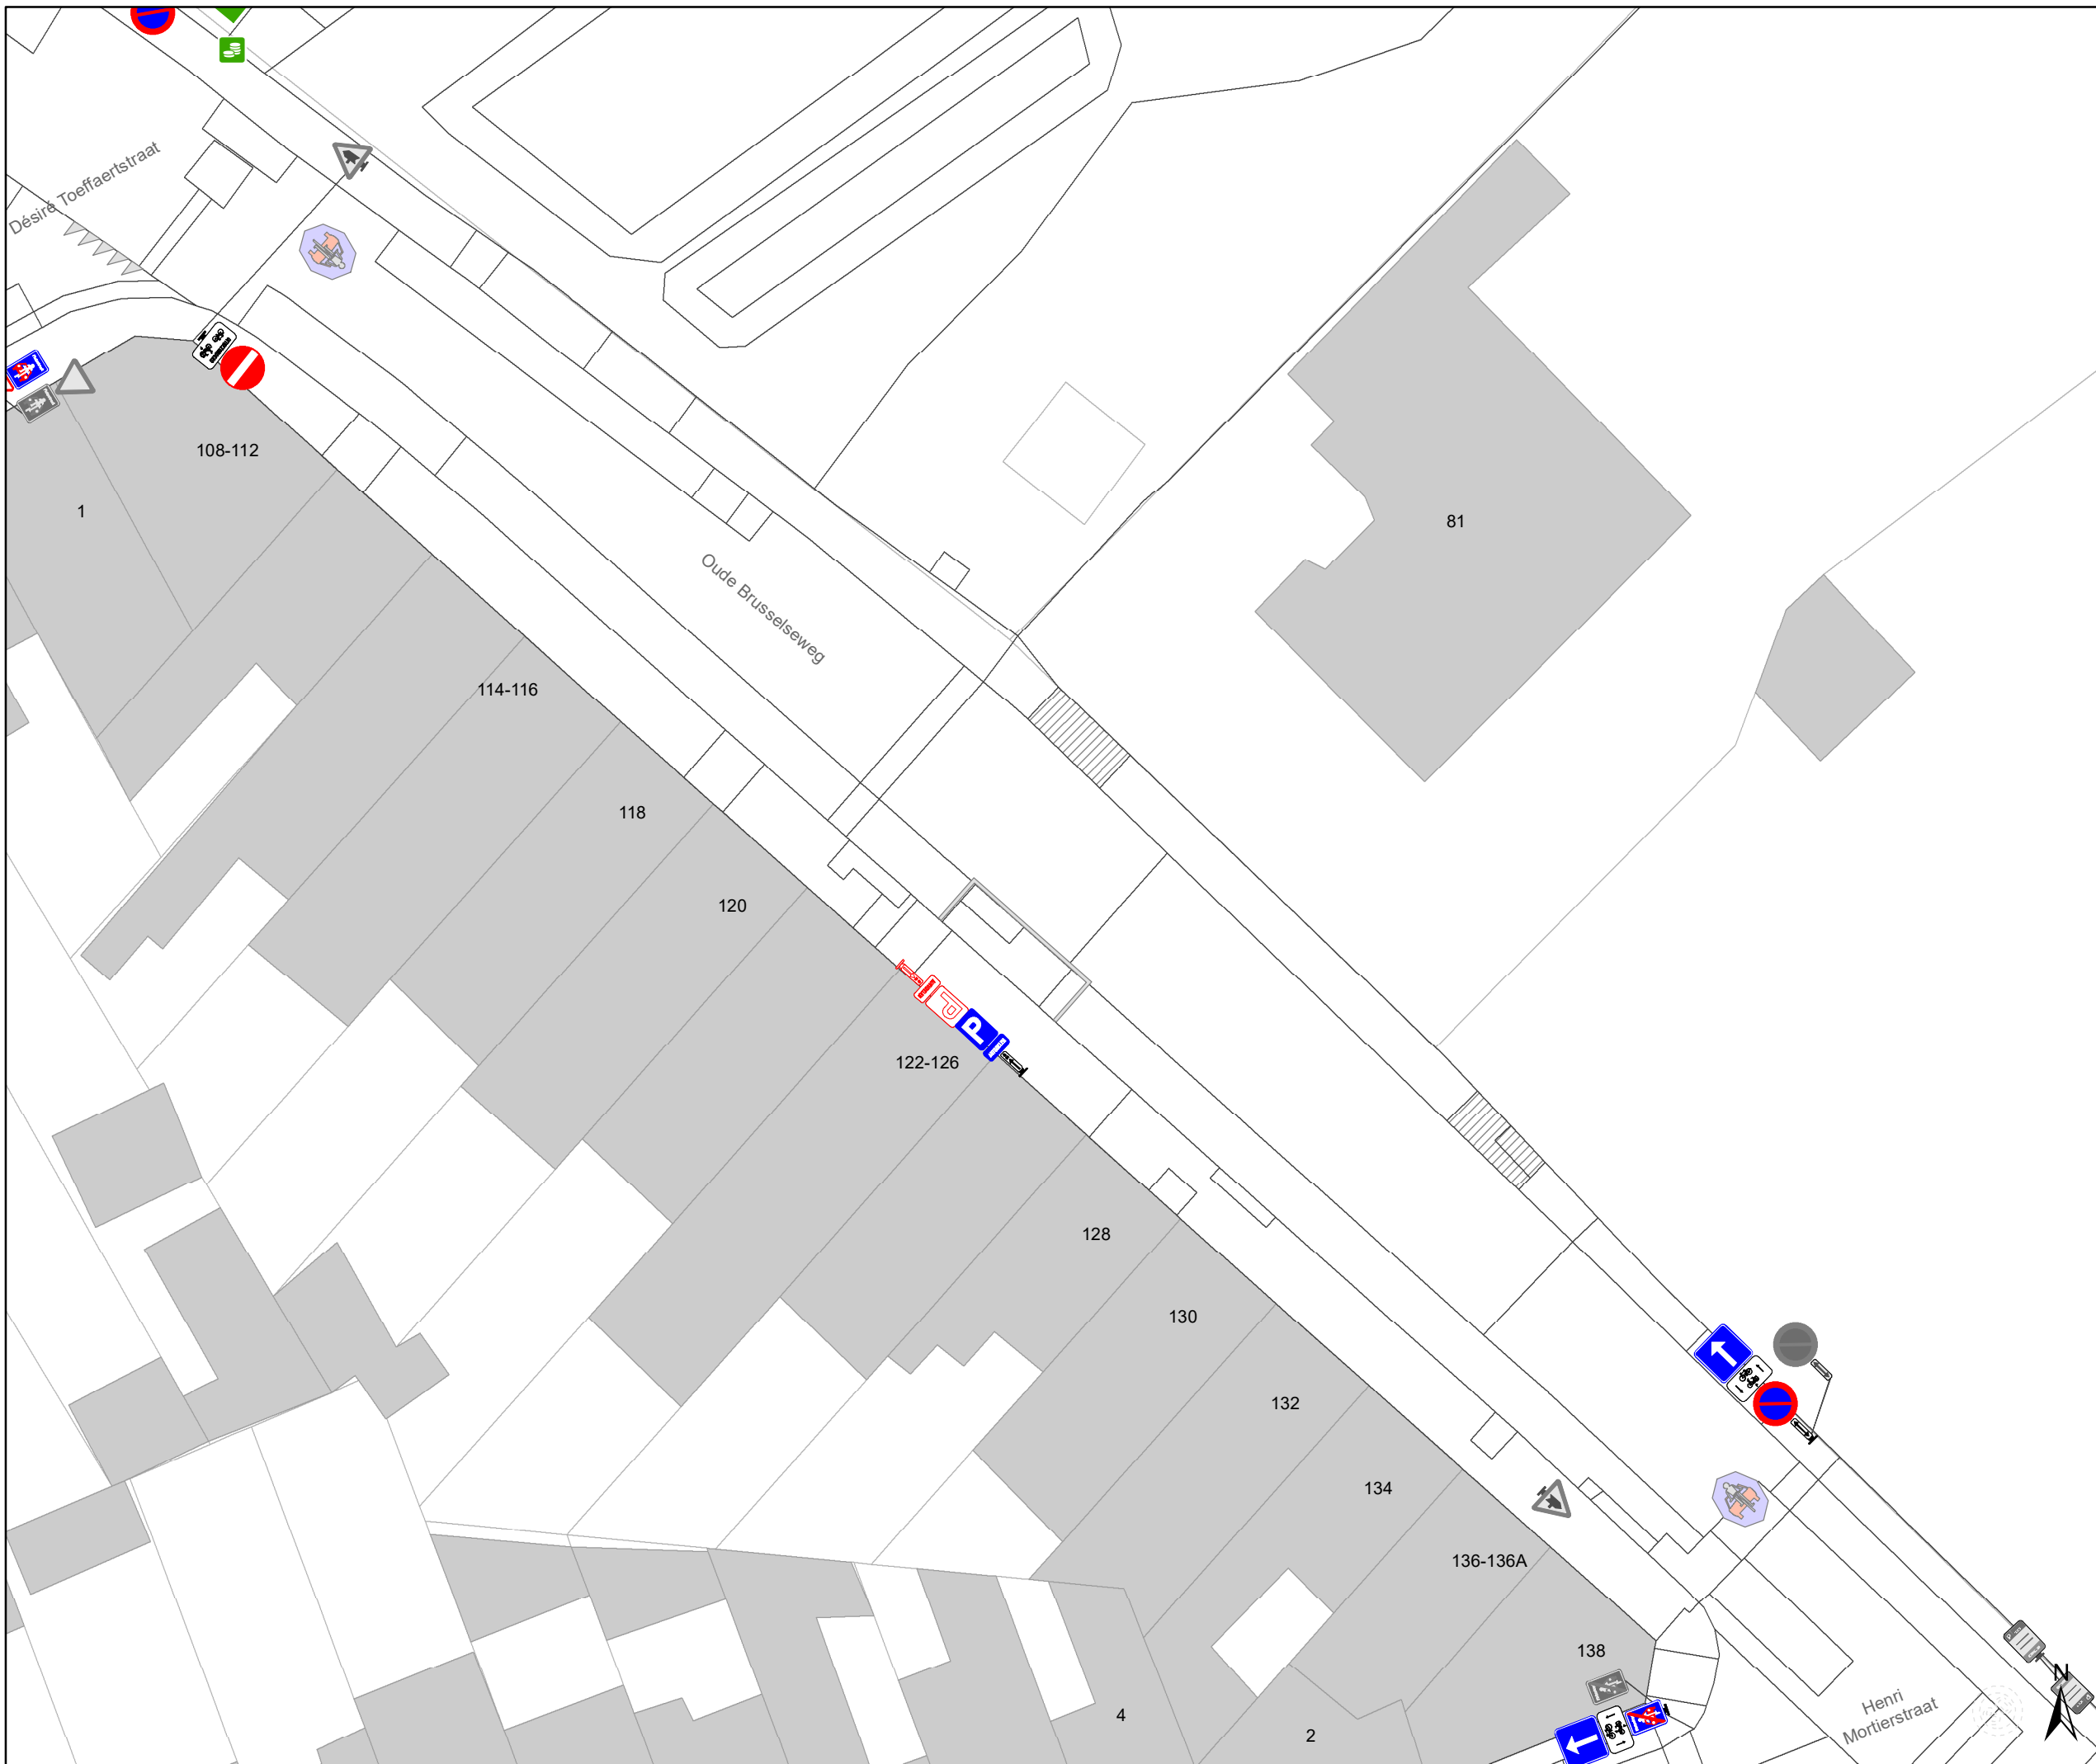 Désiré Toeffaertstraat
108-112
1
81
Oude Brusselseweg
114-116
118
120
P
P
122-126
128
130
132
134
136-136A
138
N
Henri
Mortierstraat
4
2